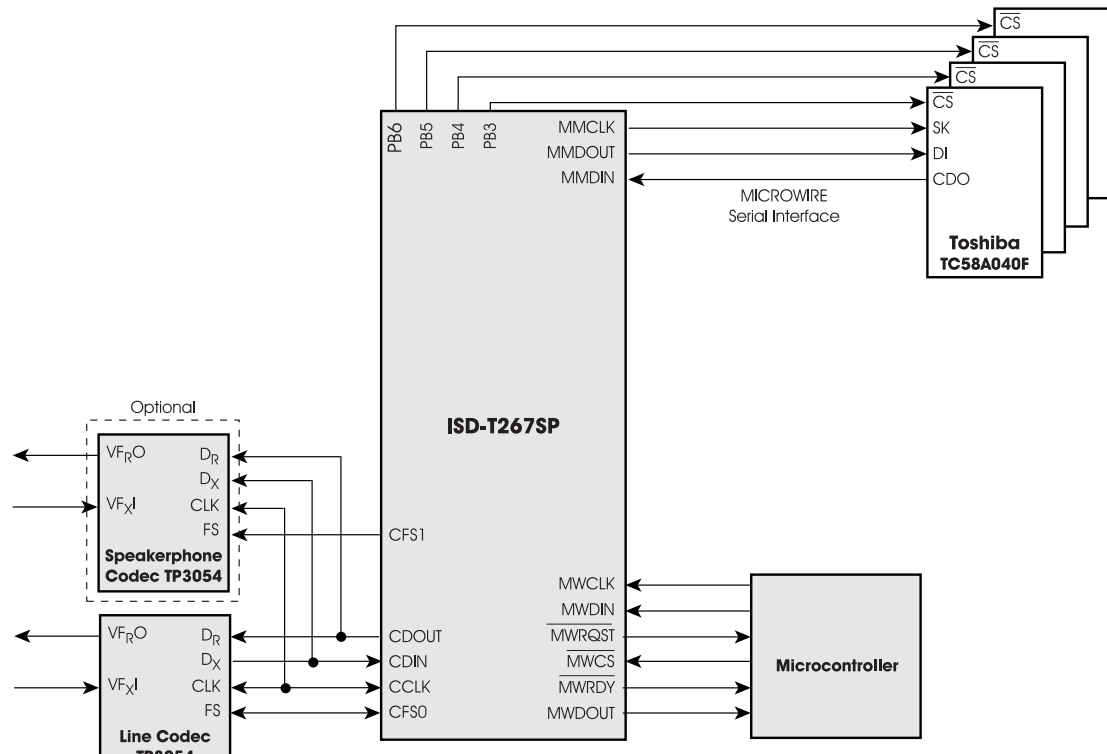 CS
CS
CS
CS
SK
DI
CDO
Toshiba
TC58A040F
PB6
PB5
PB4
PB3
MMCLK
MMDOUT
MMDIN
MICROWIRE
Serial Interface
ISD-T267SP
Optional
VFRO
DR
DX
VFXI
CLK
FS
Speakerphone
Codec TP3054
CFS1
VFRO
DR
DX
VFXI
CLK
FS
Line Codec
TP3054
CDOUT
CDIN
CCLK
CFS0
MWCLK
MWDIN
MWRQST
MWCS
MWRDY
MWDOUT
Microcontroller